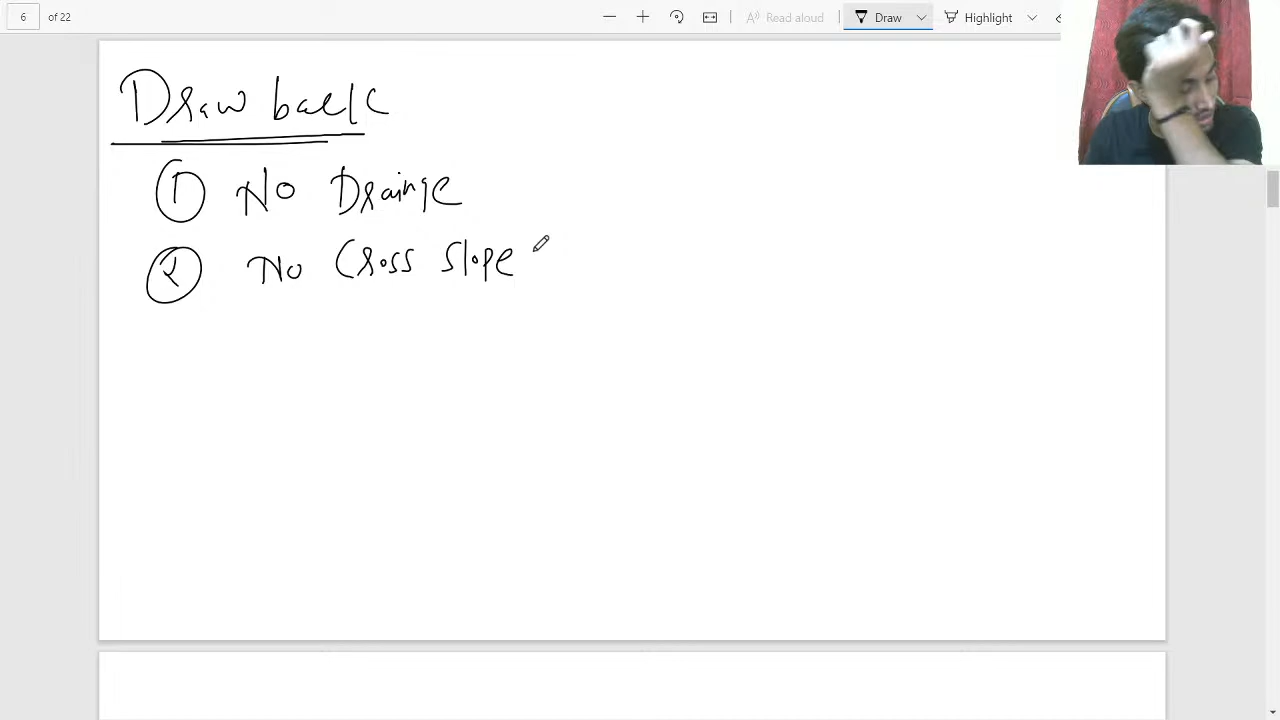 6 of 22 Read aloud Draw Highlight
Draw back
① No Drainge
② No Cross Slope